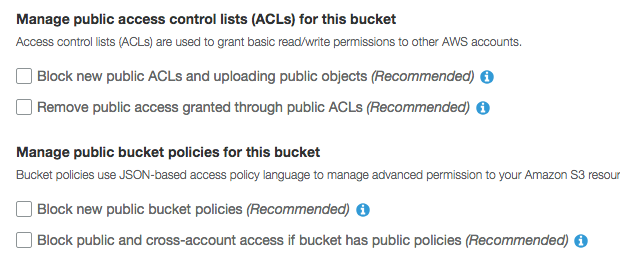 Manage public access control lists (ACLs) for this bucket
Access control lists (ACLs) are used to grant basic read/write permissions to other AWS accounts.
Block new public ACLs and uploading public objects (Recommended)
Remove public access granted through public ACLs (Recommended)
Manage public bucket policies for this bucket
Bucket policies use JSON-based access policy language to manage advanced permission to your Amazon S3 resour
Block new public bucket policies (Recommended)
Block public and cross-account access if bucket has public policies (Recommended)